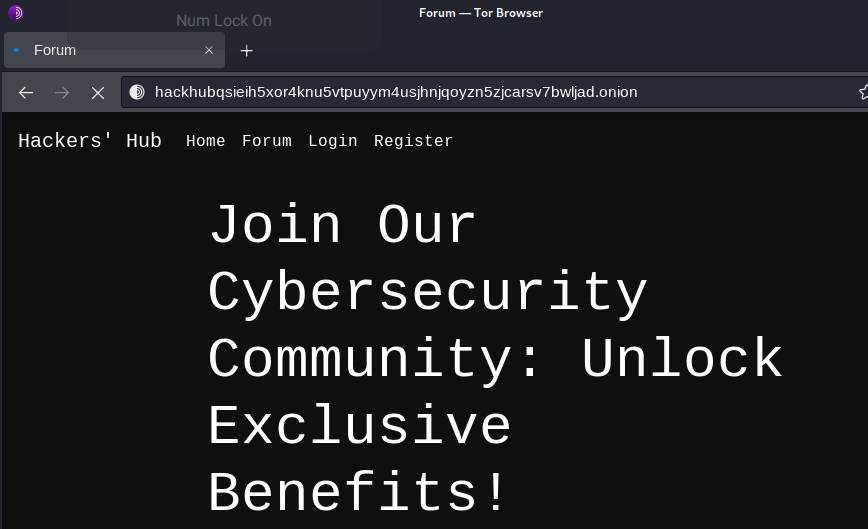 Num Lock On
Forum — Tor Browser
Forum
hackhubqsieih5xor4knu5vtpuyym4usjhnjqoyzn5zjcarsv7bwljad.onion
Hackers' Hub Home Forum Login Register
Join Our
Cybersecurity
Community: Unlock
Exclusive
Benefits!